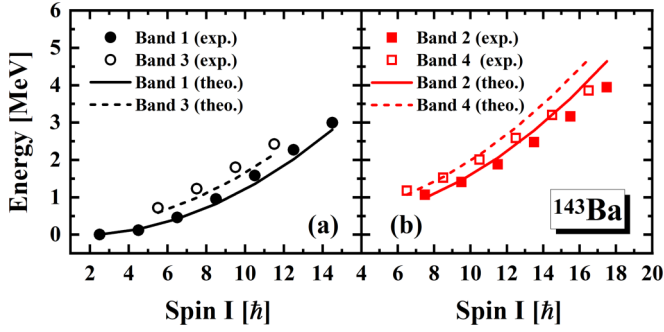 Energy [MeV]
6
5
4
3
2
1
0
Band 1 (exp.)
Band 3 (exp.)
Band 1 (theo.)
Band 3 (theo.)
(a)
2 4 6 8 10 12 14
Spin I [ħ]
Band 2 (exp.)
Band 4 (exp.)
Band 2 (theo.)
Band 4 (theo.)
(b)
¹⁴³Ba
4 6 8 10 12 14 16 18 20
Spin I [ħ]